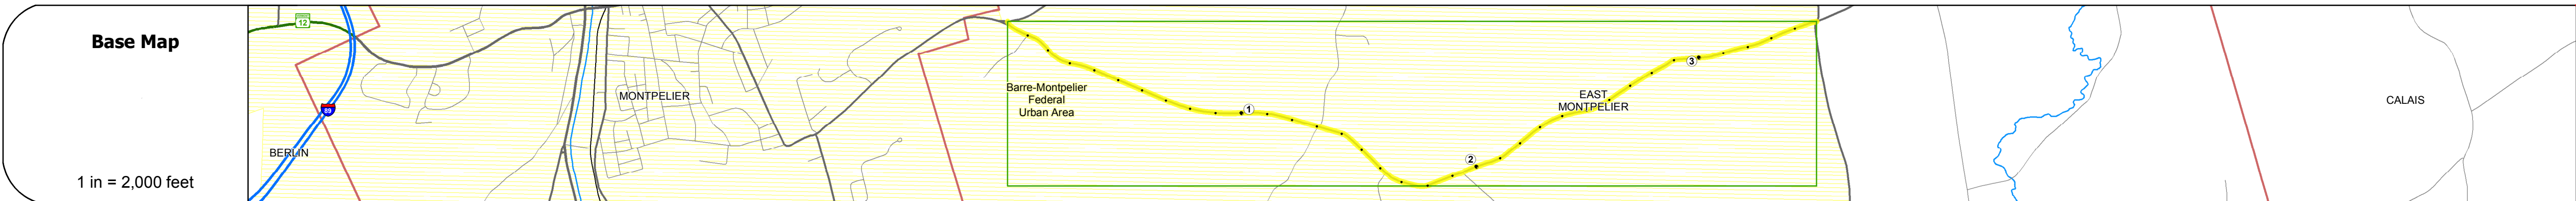 Base Map
1 in = 2,000 feet
12
89
BERLIN
MONTPELIER
Barre-Montpelier
Federal
Urban Area
1
2
3
EAST
MONTPELIER
CALAIS